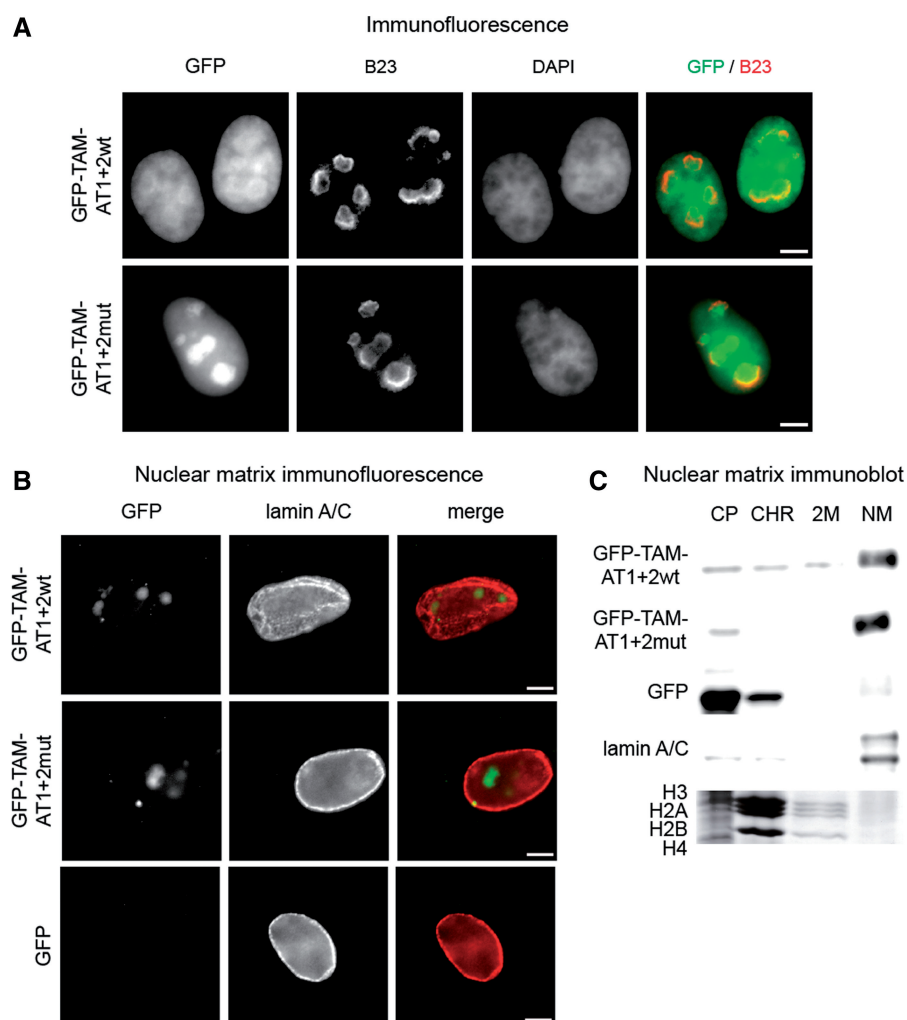 A
Immunofluorescence
GFP B23 DAPI GFP / B23
GFP-TAM-
AT1+2wt
GFP-TAM-
AT1+2mut
B
Nuclear matrix immunofluorescence
GFP lamin A/C merge
GFP-TAM-
AT1+2wt
GFP-TAM-
AT1+2mut
GFP
C
Nuclear matrix immunoblot
CP CHR 2M NM
GFP-TAM-
AT1+2wt
GFP-TAM-
AT1+2mut
GFP
lamin A/C
H3
H2A
H2B
H4